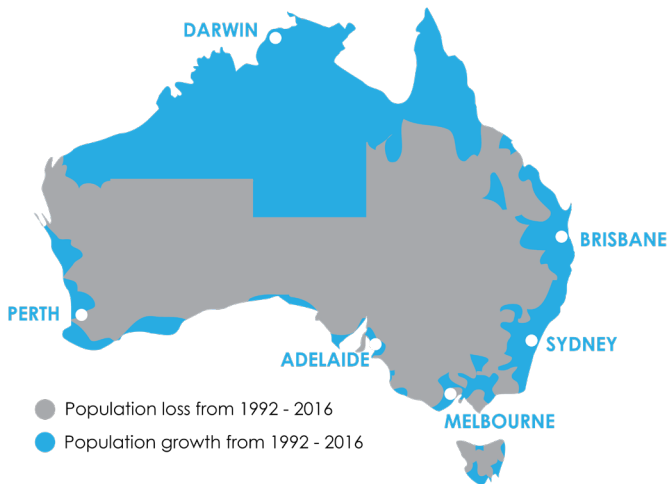 DARWIN
BRISBANE
PERTH
SYDNEY
ADELAIDE
Population loss from 1992 - 2016
MELBOURNE
Population growth from 1992 - 2016